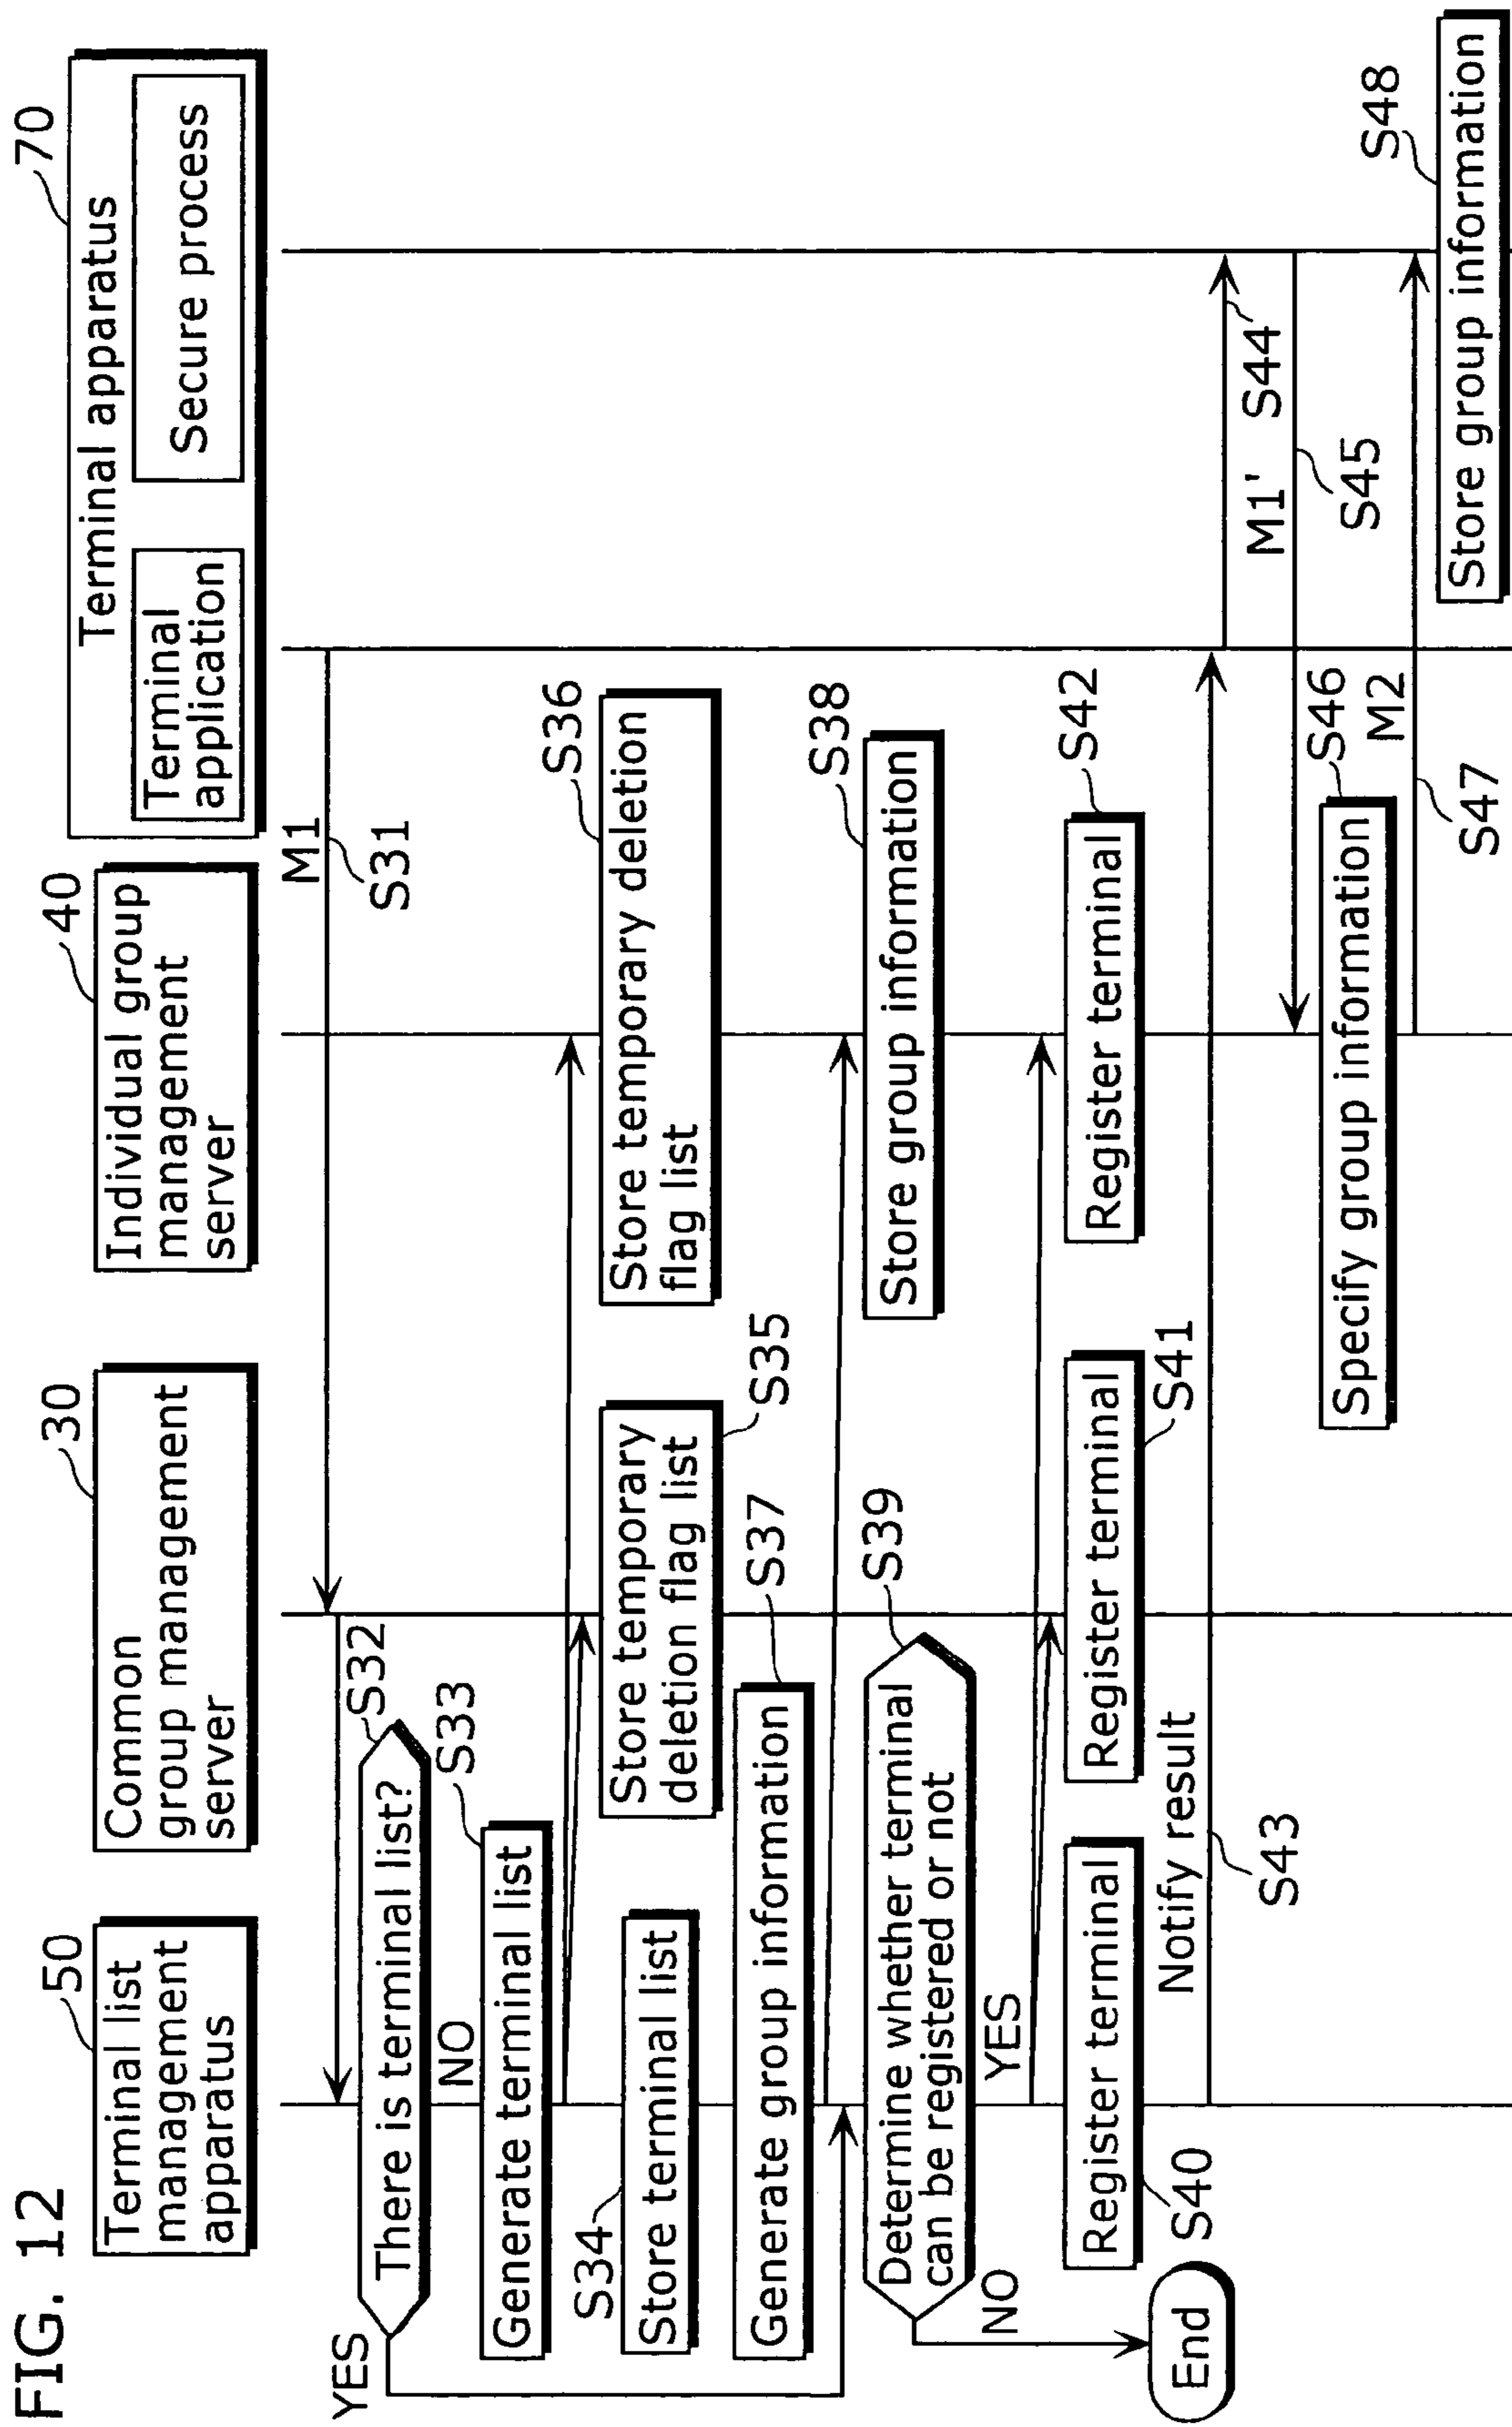 FIG. 12
50
Terminal list
management
apparatus
30
Common
group management
server
40
Individual group
management
server
70
Terminal apparatus
Terminal
application
Secure process
M1
S31
S32
There is terminal list?
YES
NO
S33
Generate terminal list
S34
Store terminal list
Store temporary
deletion flag list
S35
S36
Store temporary deletion
flag list
S37
Generate group information
S38
Store group information
S39
Determine whether terminal
can be registered or not
NO
YES
End
S40
Register terminal
Register terminal
S41
Register terminal
S42
Notify result
S43
M1' S44
S45
S46
Specify group information
M2
S47
S48
Store group information